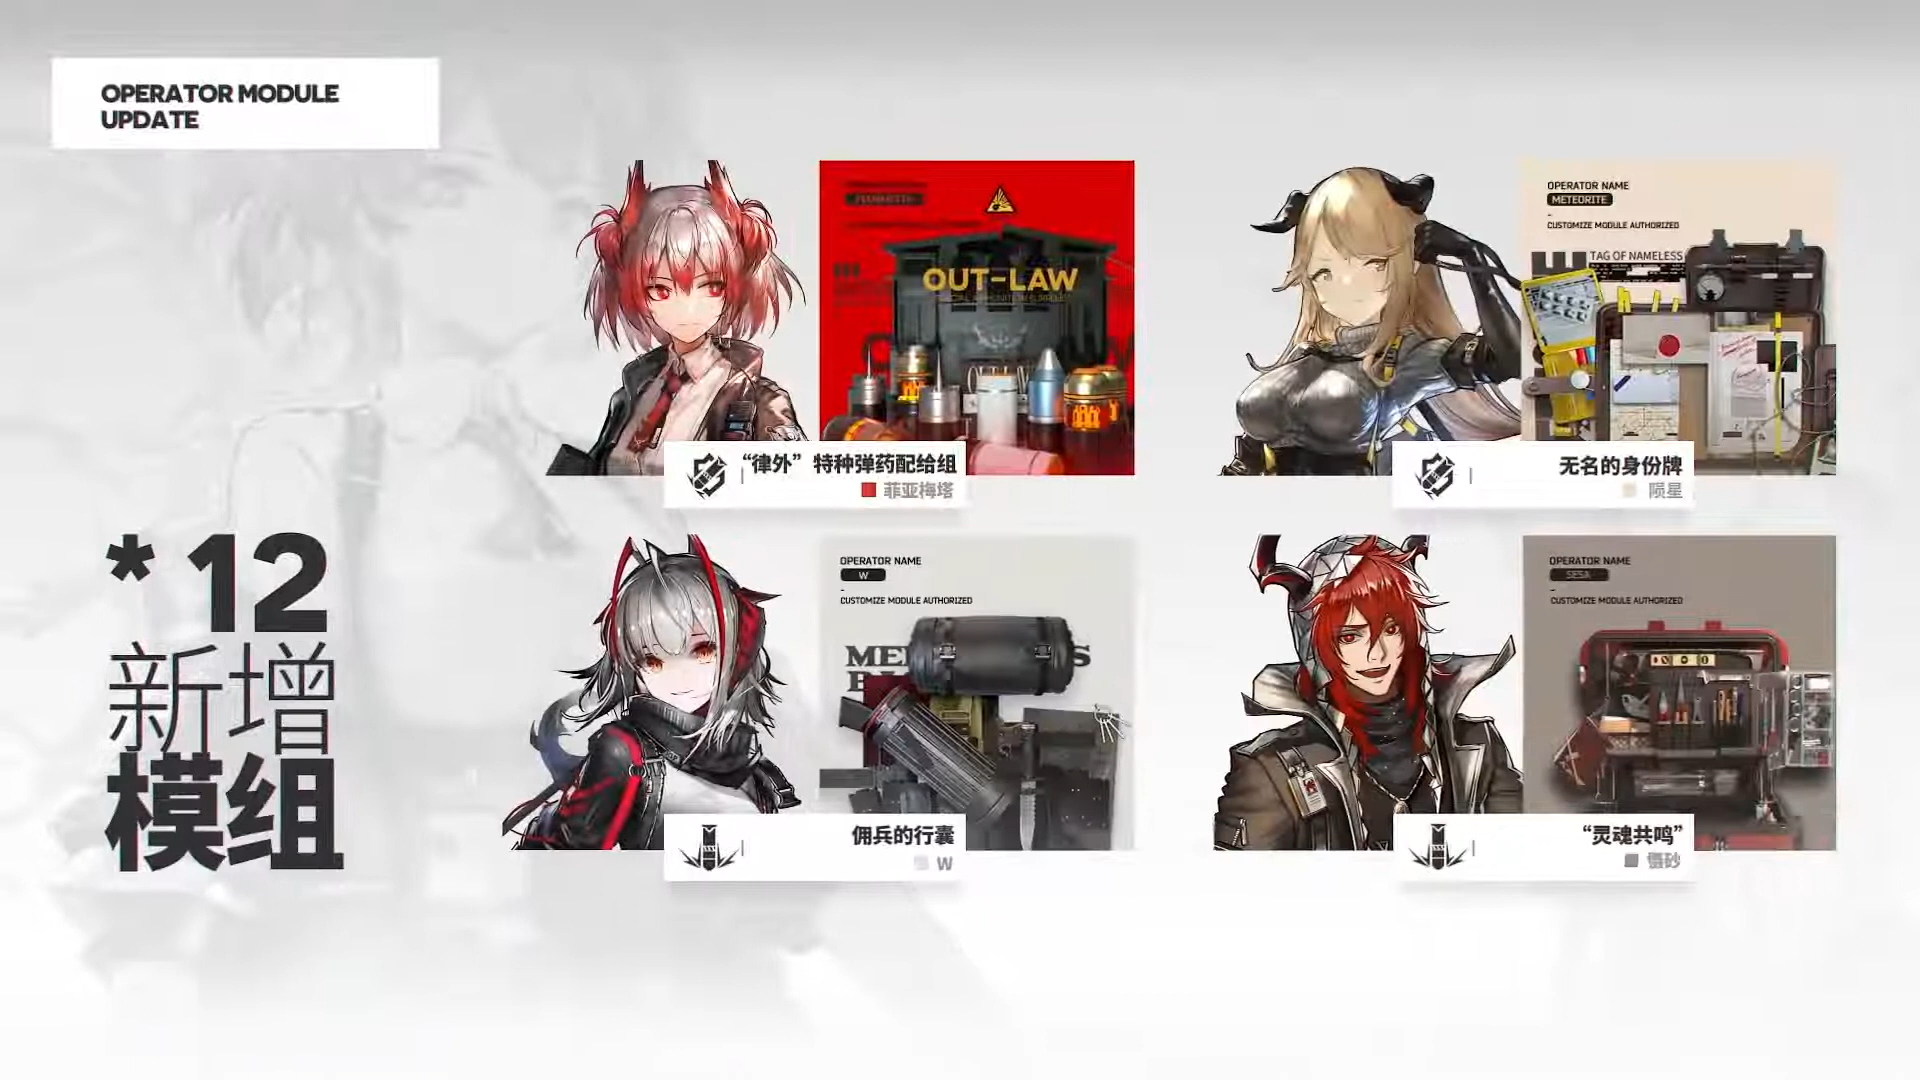 OPERATOR MODULE
UPDATE
* 12
新增
模组
OUT-LAW
“律外” 特种弹药配给组
菲亚梅塔
OPERATOR NAME
METEORITE
-
CUSTOMIZE MODULE AUTHORIZED
TAG OF NAMELESS
无名的身份牌
陨星
OPERATOR NAME
W
-
CUSTOMIZE MODULE AUTHORIZED
佣兵的行囊
W
OPERATOR NAME
SESA
-
CUSTOMIZE MODULE AUTHORIZED
“灵魂共鸣”
慑砂